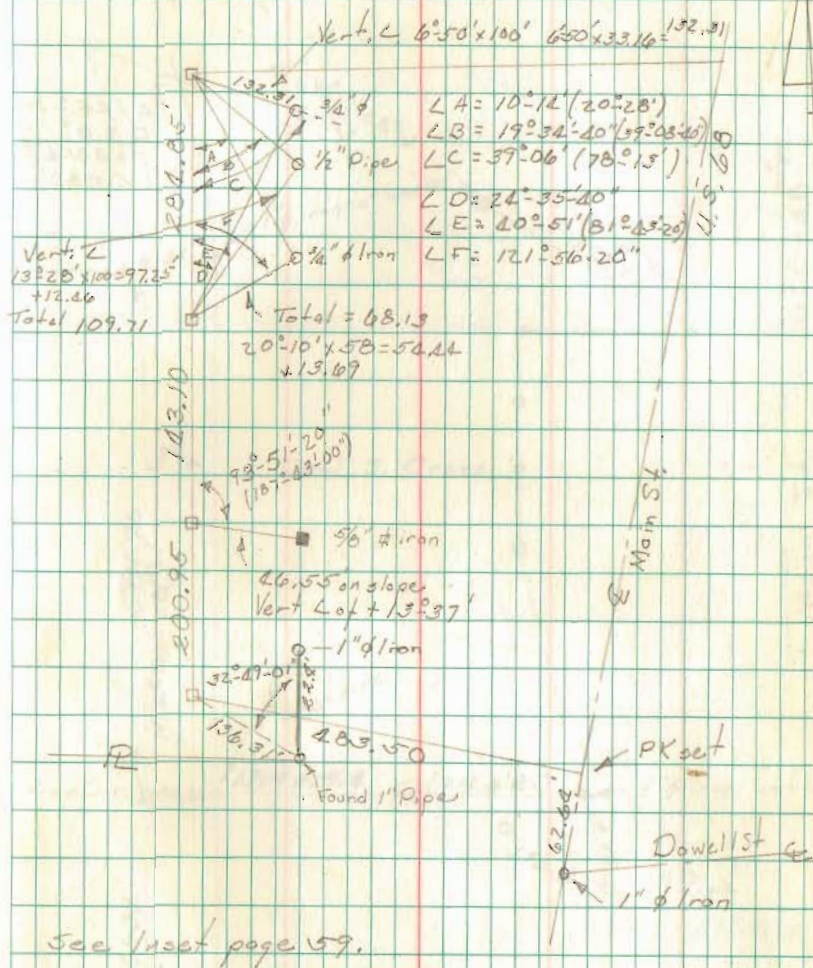 Vert. ∠ 6°-50' x 100' 6°50' x 33.16 = 132.31
132.31
3/4" ϕ
1/2" Pipe
3/4" ϕ Iron
∠ A = 10°-14' (20°-28')
∠ B = 19°-34'-40" (39°-08'-40")
∠ C = 39°-06' (78°-13')
∠ D = 24°-35'-40"
∠ E = 40°-51' (81°-43'-20")
∠ F = 121°-56'-20"
U.S. 68
A
B
C
F
E
D
Vert. ∠
13°-28' x 100 = 97.25'
+12.46
Total 109.71
Total = 68.13
20°-10' x 58 = 54.44
+13.69
143.10
93°-51'-20"
(187°-43'-00")
5/8" ϕ iron
46.55' on slope
Vert ∠ of + 13°-37'
200.95
1" ϕ Iron
32°-49'-01"
136.31
483.50
PL
Found 1" Pipe
℄ Main St.
PK set
62.64'
Dowell St ℄
1" ϕ Iron
See Inset page 59.